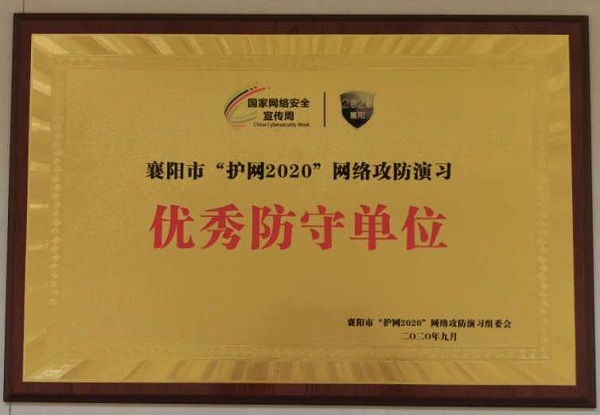 国家网络安全
宣传周
China Cybersecurity Week
2020
襄阳
襄阳市“护网2020”网络攻防演习
优秀防守单位
襄阳市“护网2020”网络攻防演习组委会
二〇二〇年九月